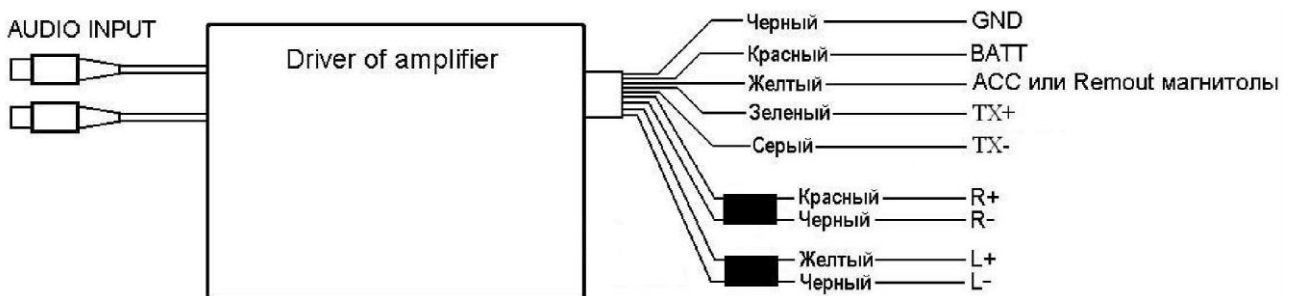 AUDIO INPUT
Driver of amplifier
Черный GND
Красный BATT
Желтый ACC или Remout магнитолы
Зеленый TX+
Серый TX-
Красный R+
Черный R-
Желтый L+
Черный L-